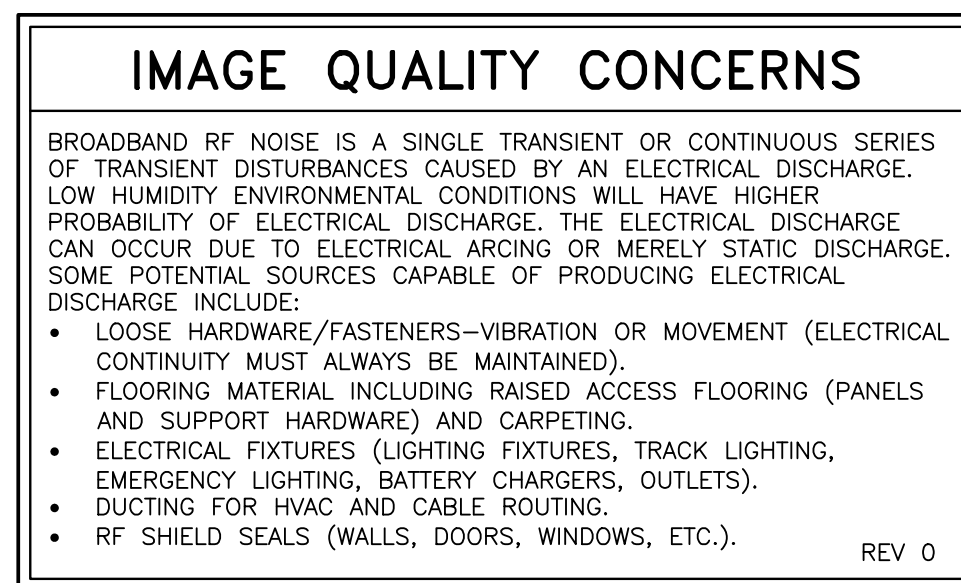 IMAGE QUALITY CONCERNS
BROADBAND RF NOISE IS A SINGLE TRANSIENT OR CONTINUOUS SERIES
OF TRANSIENT DISTURBANCES CAUSED BY AN ELECTRICAL DISCHARGE.
LOW HUMIDITY ENVIRONMENTAL CONDITIONS WILL HAVE HIGHER
PROBABILITY OF ELECTRICAL DISCHARGE. THE ELECTRICAL DISCHARGE
CAN OCCUR DUE TO ELECTRICAL ARCING OR MERELY STATIC DISCHARGE.
SOME POTENTIAL SOURCES CAPABLE OF PRODUCING ELECTRICAL
DISCHARGE INCLUDE:
• LOOSE HARDWARE/FASTENERS–VIBRATION OR MOVEMENT (ELECTRICAL
CONTINUITY MUST ALWAYS BE MAINTAINED).
• FLOORING MATERIAL INCLUDING RAISED ACCESS FLOORING (PANELS
AND SUPPORT HARDWARE) AND CARPETING.
• ELECTRICAL FIXTURES (LIGHTING FIXTURES, TRACK LIGHTING,
EMERGENCY LIGHTING, BATTERY CHARGERS, OUTLETS).
• DUCTING FOR HVAC AND CABLE ROUTING.
• RF SHIELD SEALS (WALLS, DOORS, WINDOWS, ETC.).
REV 0